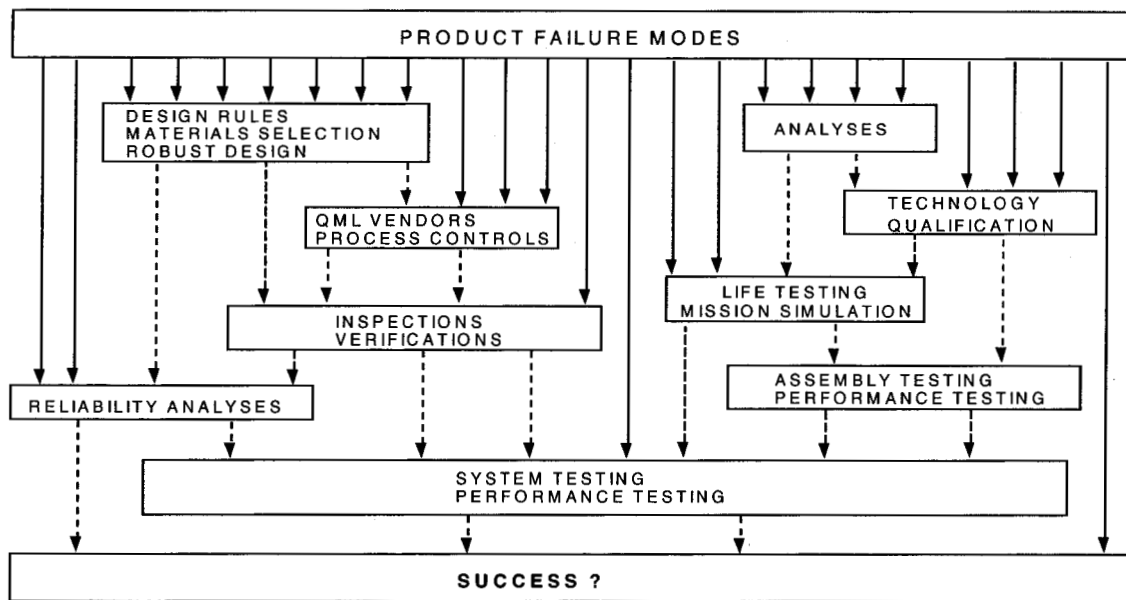 PRODUCT FAILURE MODES
DESIGN RULES
MATERIALS SELECTION
ROBUST DESIGN
ANALYSES
QML VENDORS
PROCESS CONTROLS
TECHNOLOGY
QUALIFICATION
LIFE TESTING
MISSION SIMULATION
INSPECTIONS
VERIFICATIONS
ASSEMBLY TESTING
PERFORMANCE TESTING
RELIABILITY ANALYSES
SYSTEM TESTING
PERFORMANCE TESTING
SUCCESS ?